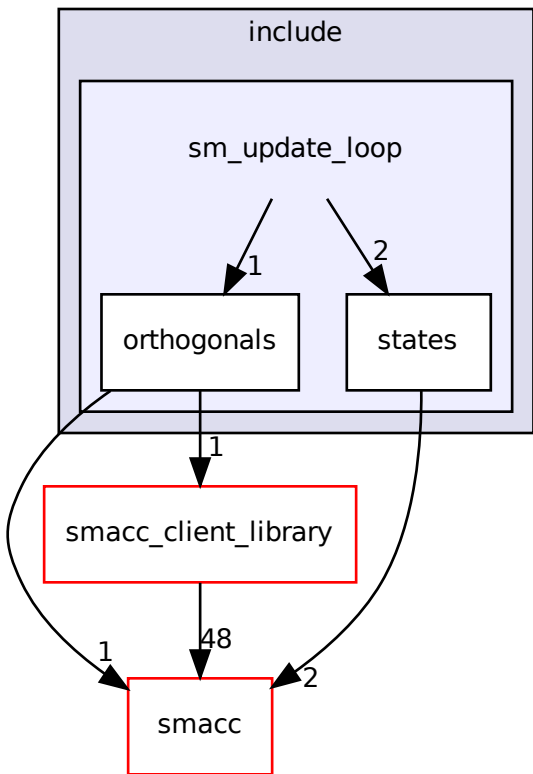 include
sm_update_loop
1
2
orthogonals
states
1
smacc_client_library
48
1
2
smacc